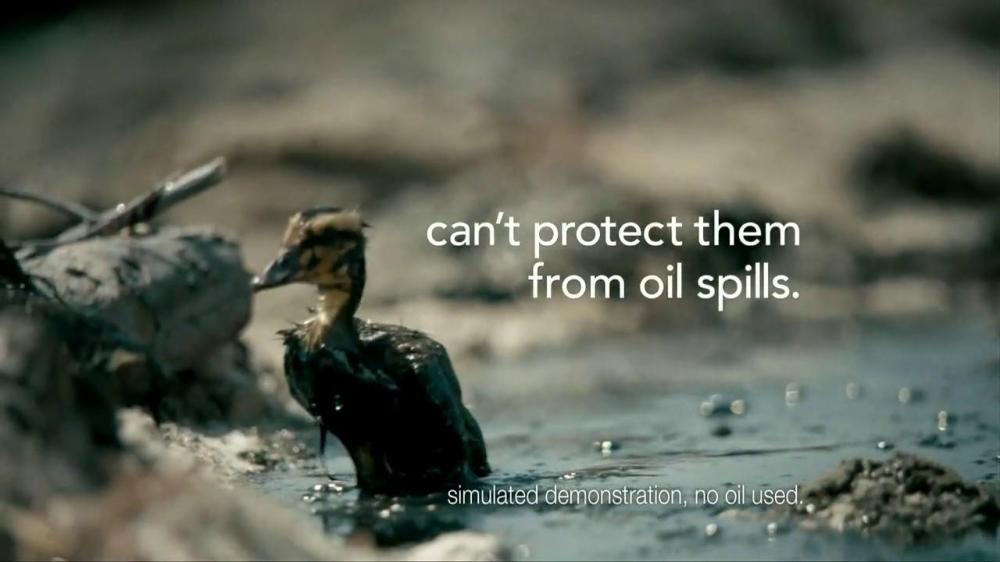 can't protect them
from oil spills.
simulated demonstration, no oil used.